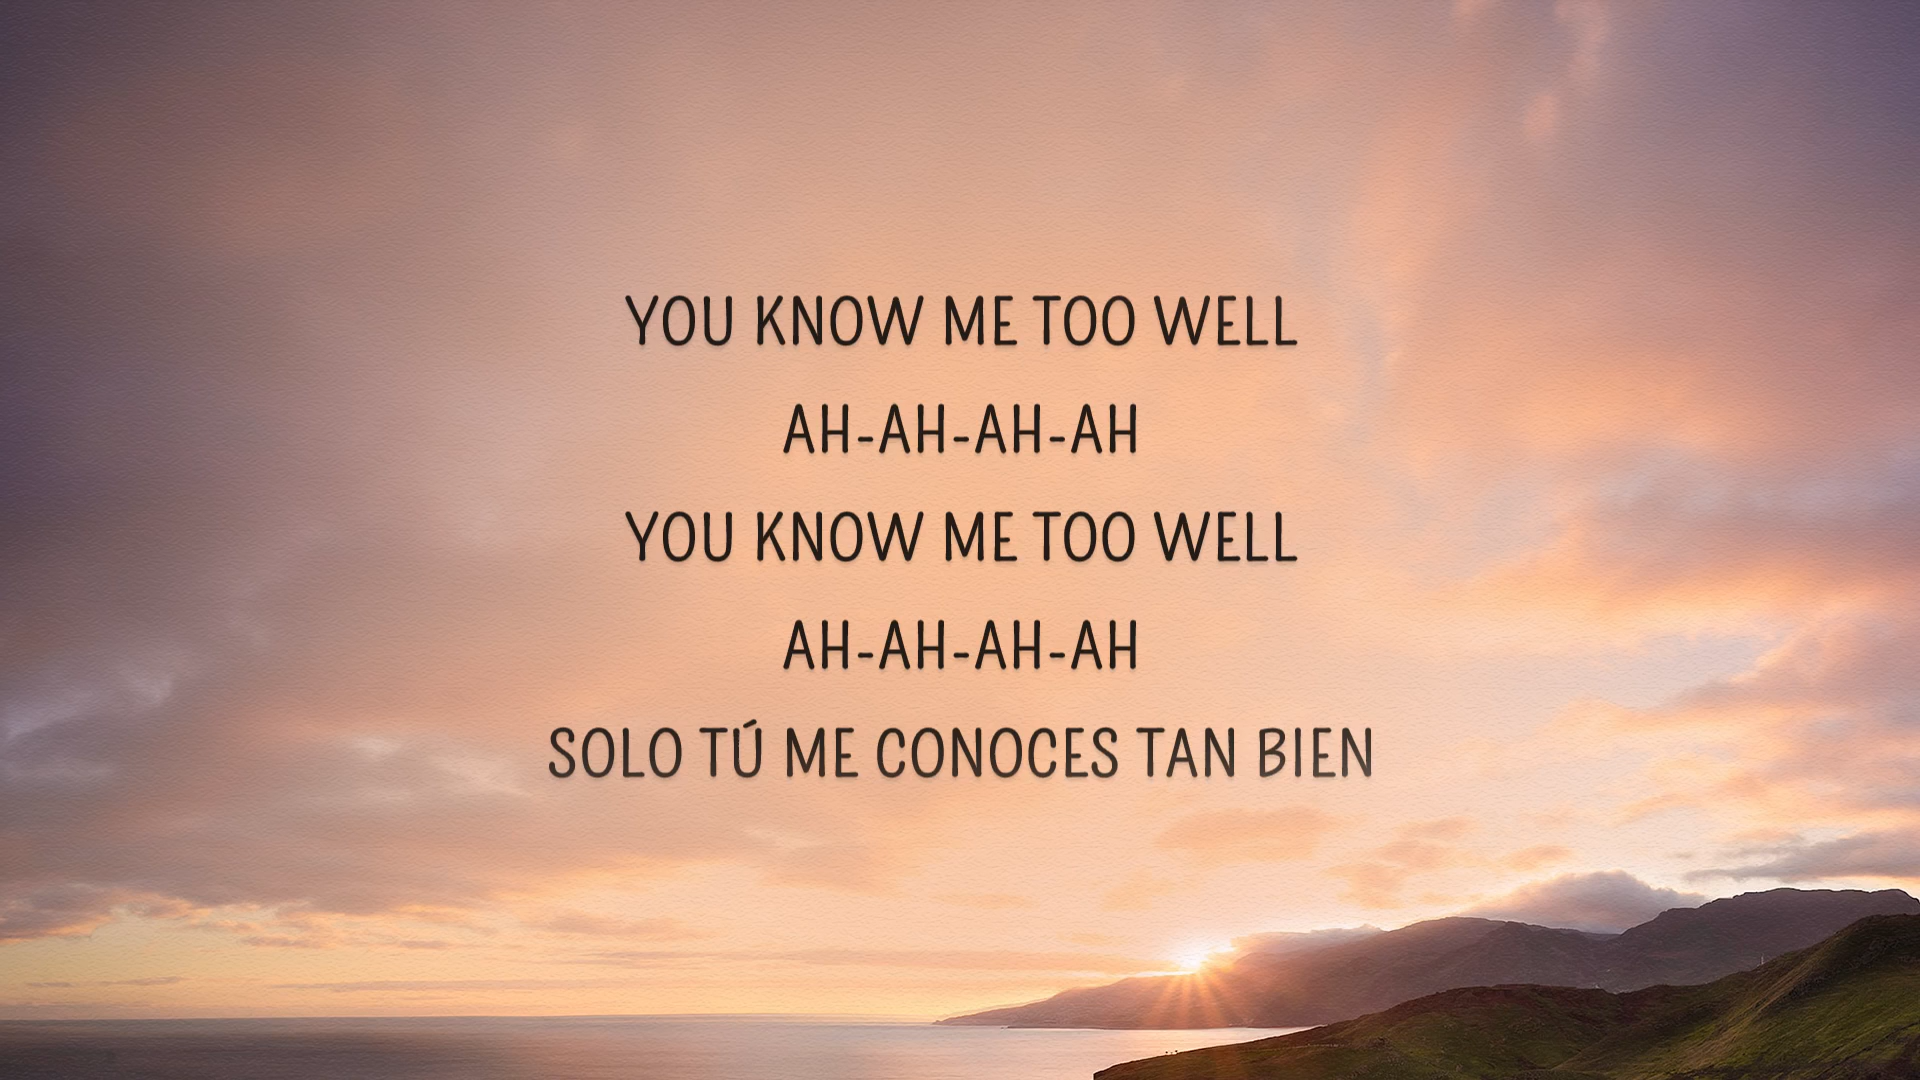 YOU KNOW ME TOO WELL
AH-AH-AH-AH
YOU KNOW ME TOO WELL
AH-AH-AH-AH
SOLO TÚ ME CONOCES TAN BIEN